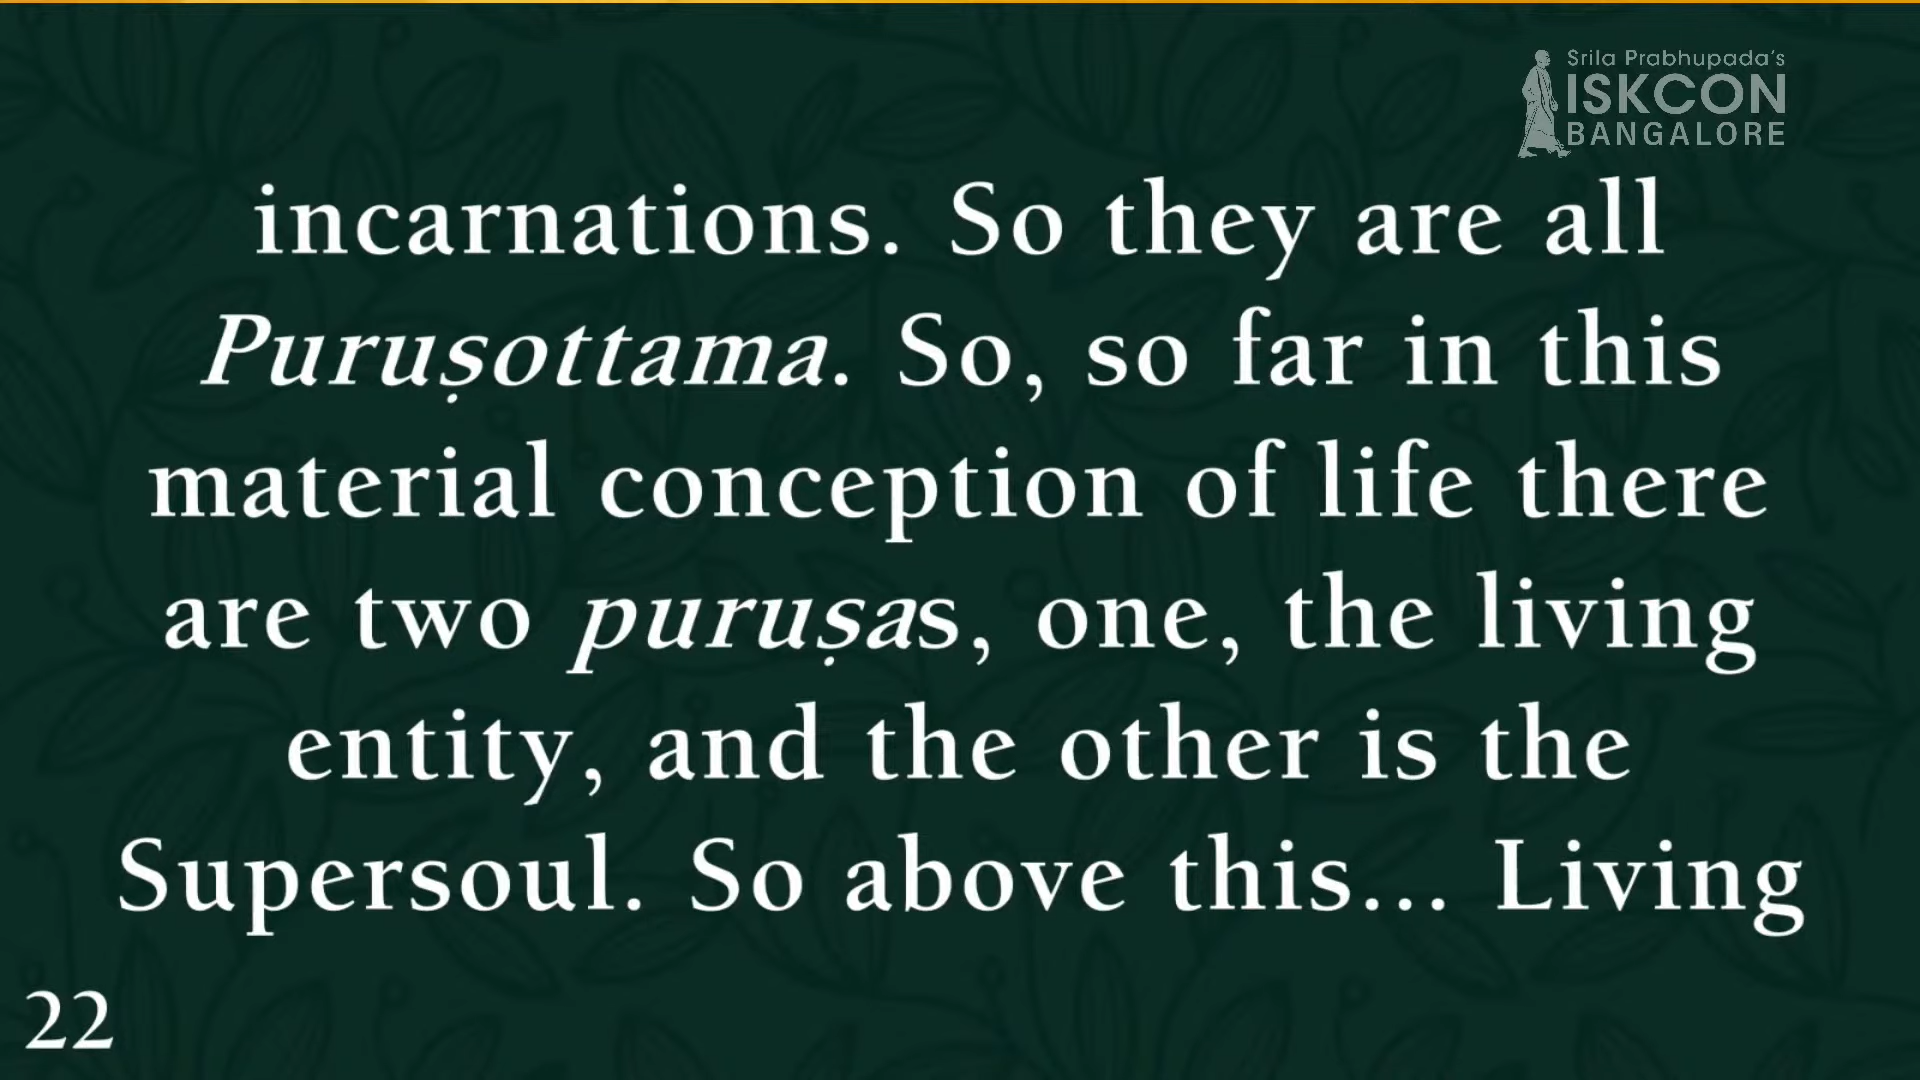 Srila Prabhupada's
ISKCON
BANGALORE
incarnations. So they are all
Puruṣottama. So, so far in this
material conception of life there
are two puruṣas, one, the living
entity, and the other is the
Supersoul. So above this... Living
22